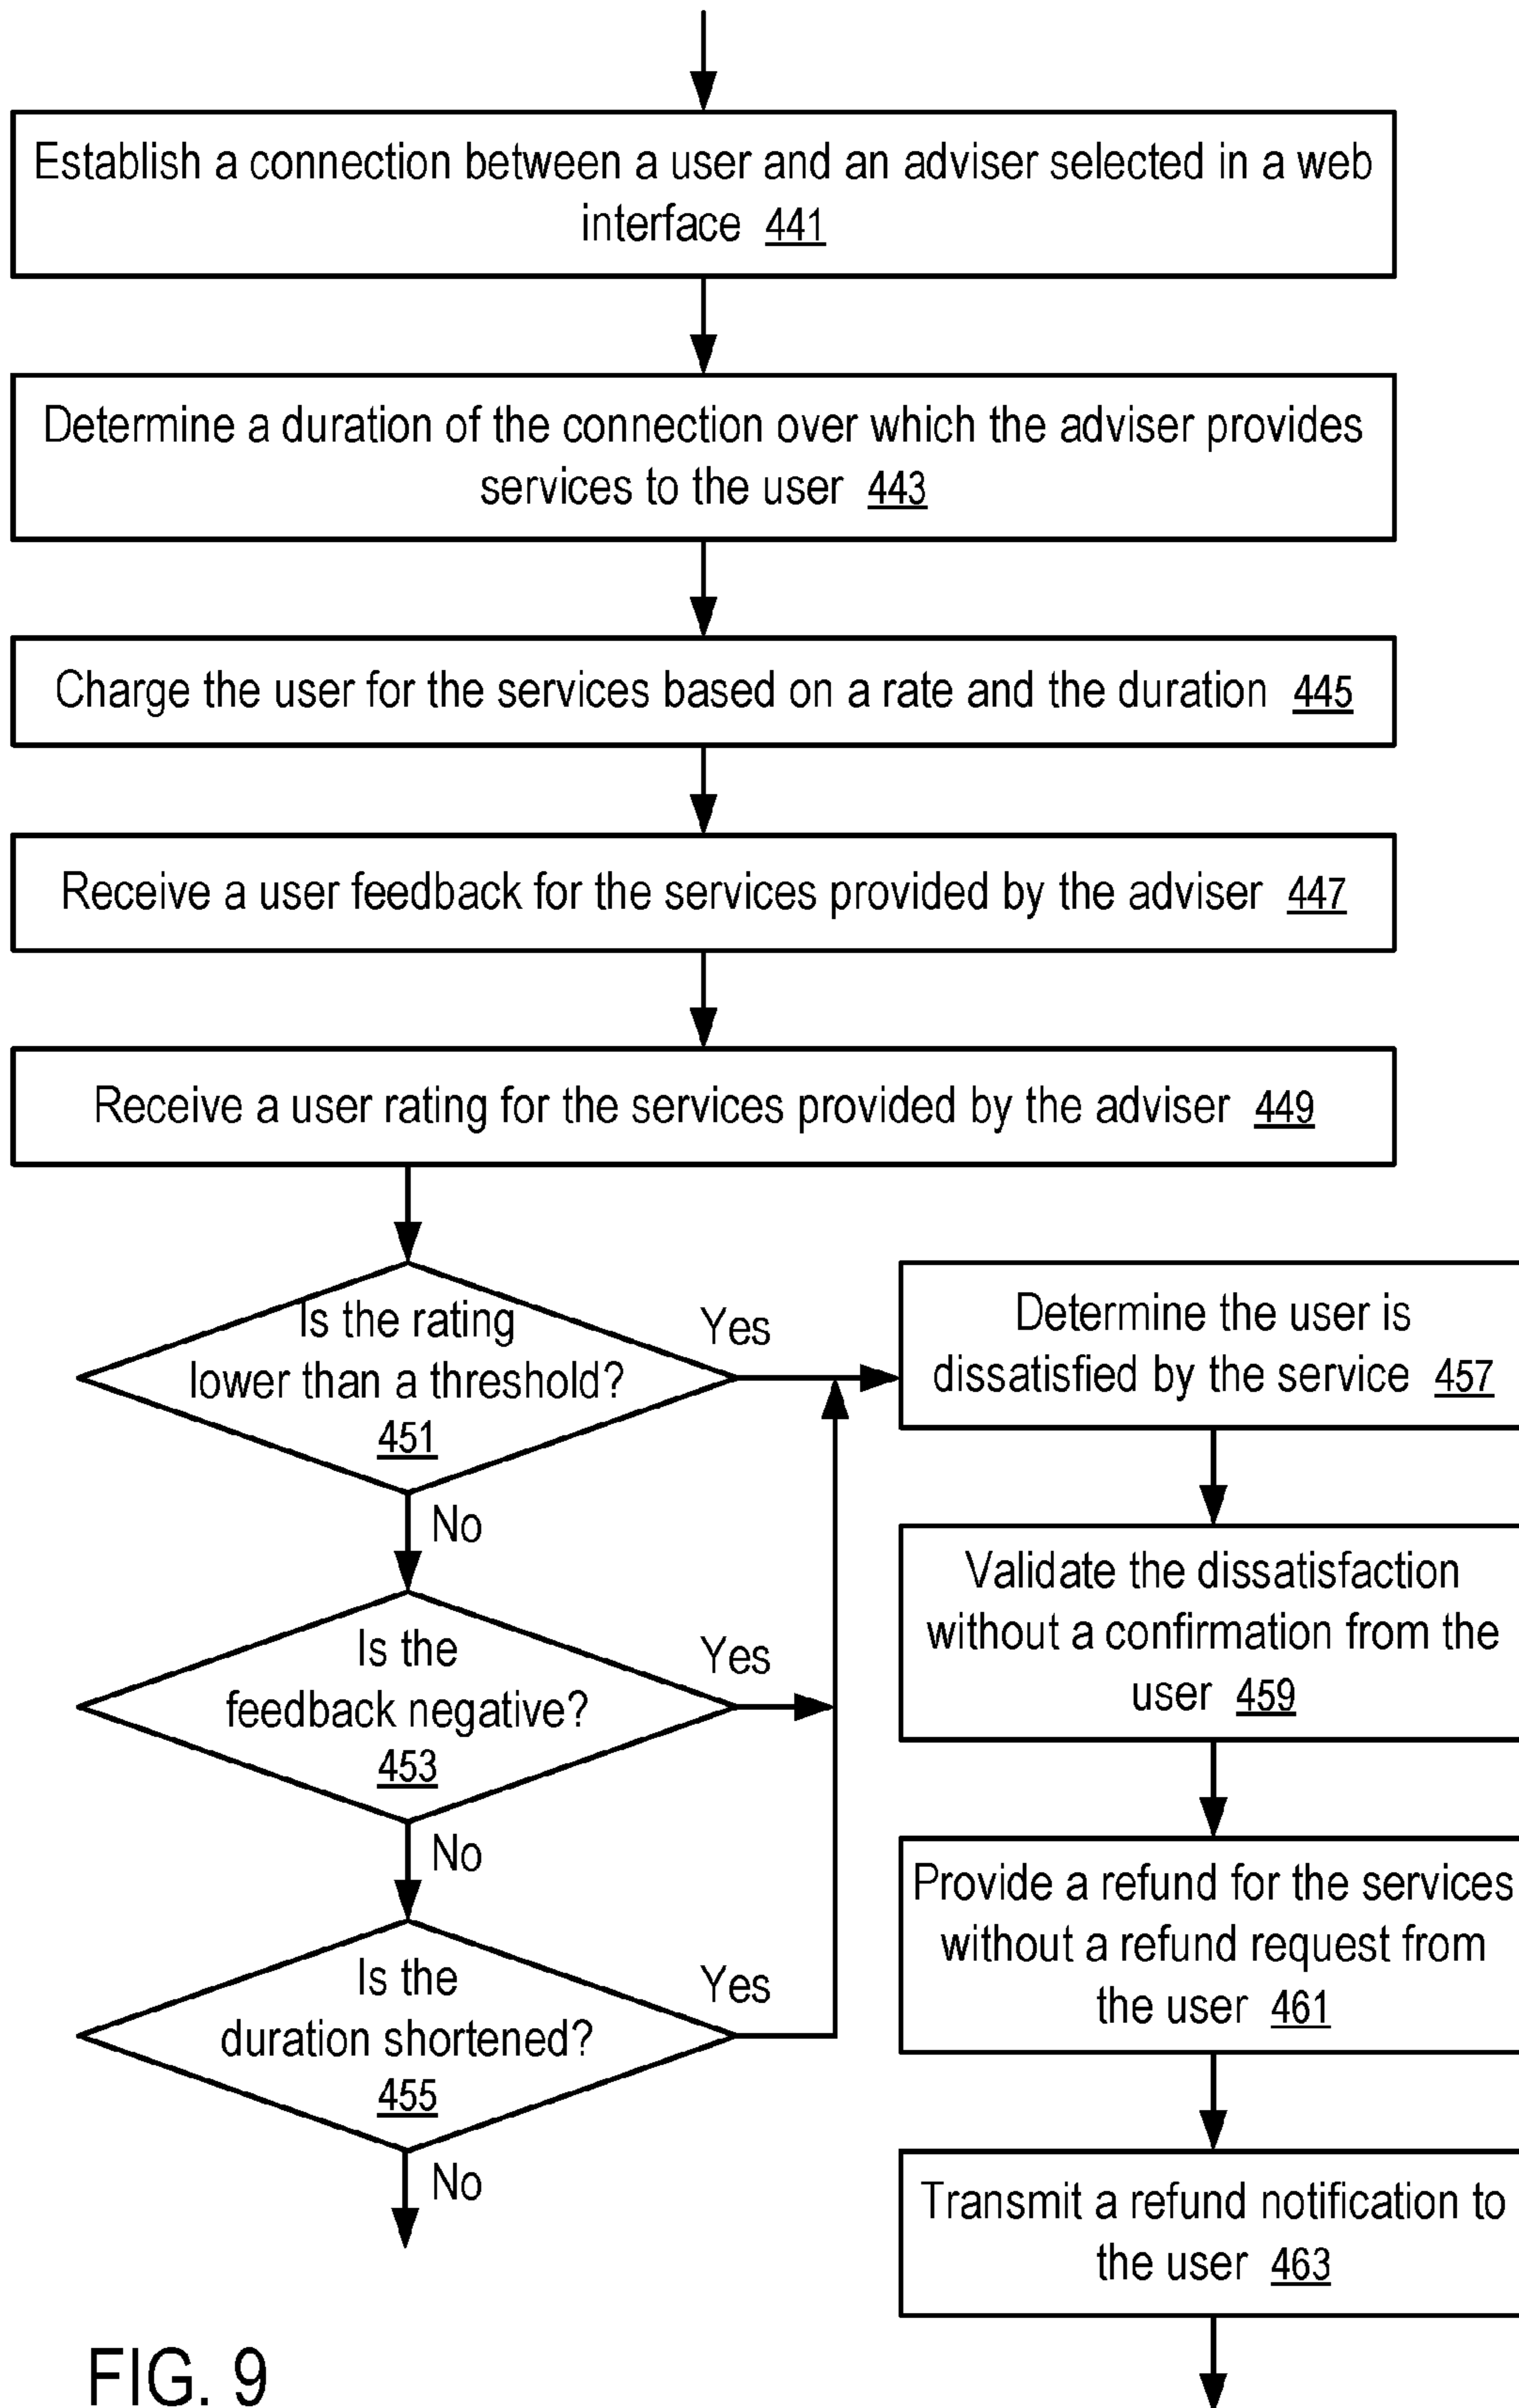 Establish a connection between a user and an adviser selected in a web
interface 441
Determine a duration of the connection over which the adviser provides
services to the user 443
Charge the user for the services based on a rate and the duration 445
Receive a user feedback for the services provided by the adviser 447
Receive a user rating for the services provided by the adviser 449
Is the rating
lower than a threshold?
451
Yes
No
Is the
feedback negative?
453
Yes
No
Is the
duration shortened?
455
Yes
No
Determine the user is
dissatisfied by the service 457
Validate the dissatisfaction
without a confirmation from the
user 459
Provide a refund for the services
without a refund request from
the user 461
Transmit a refund notification to
the user 463
FIG. 9